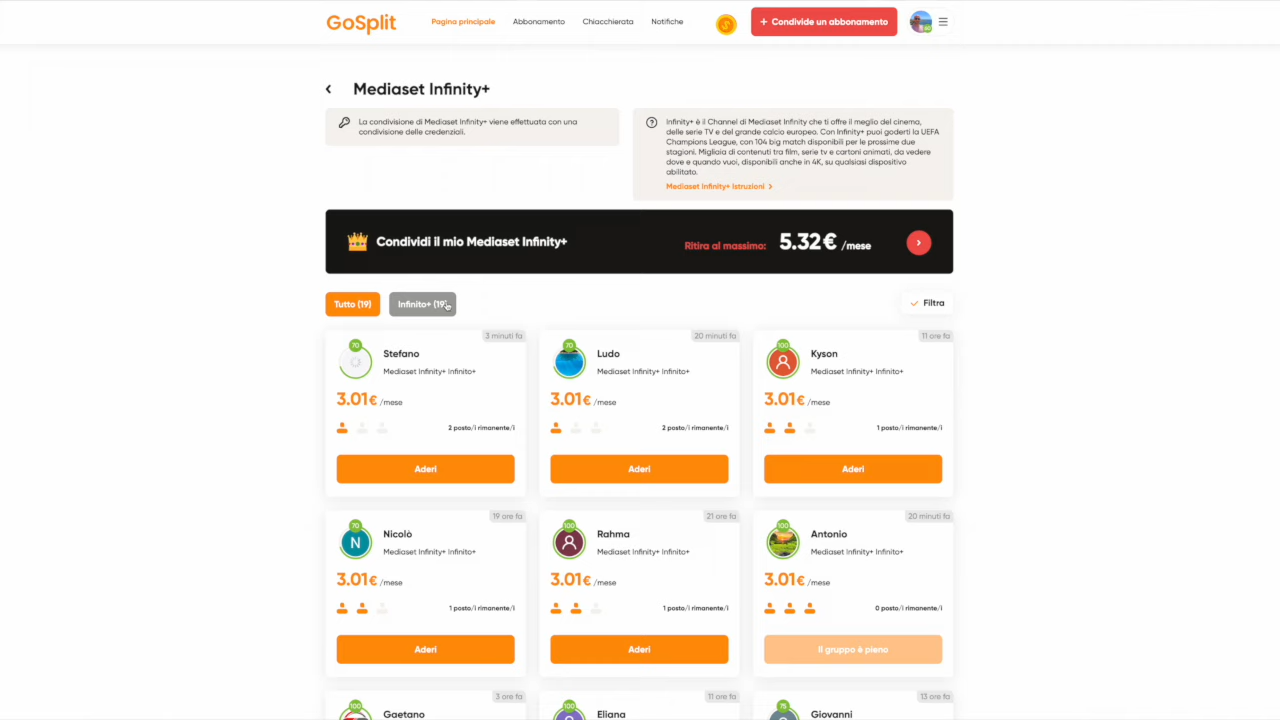 GoSplit
Pagina principale
Abbonamento
Chiacchierata
Notifiche
+ Condivide un abbonamento
Mediaset Infinity+
La condivisione di Mediaset Infinity+ viene effettuata con una
condivisione delle credenziali.
Infinity+ è il Channel di Mediaset Infinity che ti offre il meglio del cinema,
delle serie TV e del grande calcio europeo. Con Infinity+ puoi goderti la UEFA
Champions League, con 104 big match disponibili per le prossime due
stagioni. Migliaia di contenuti tra film, serie tv e cartoni animati, da vedere
dove e quando vuoi, disponibili anche in 4K, su qualsiasi dispositivo
abilitato.
Mediaset Infinity+ Istruzioni >
Condividi il mio Mediaset Infinity+
Ritira al massimo: 5.32€ /mese
Tutto (19)
Infinito+ (19)
Filtra
3 minuti fa
70
Stefano
Mediaset Infinity+ Infinito+
3.01€ /mese
2 posto/i rimanente/i
Aderi
20 minuti fa
70
Ludo
Mediaset Infinity+ Infinito+
3.01€ /mese
2 posto/i rimanente/i
Aderi
11 ore fa
100
Kyson
Mediaset Infinity+ Infinito+
3.01€ /mese
1 posto/i rimanente/i
Aderi
19 ore fa
70
N
Nicolò
Mediaset Infinity+ Infinito+
3.01€ /mese
1 posto/i rimanente/i
Aderi
21 ore fa
100
Rahma
Mediaset Infinity+ Infinito+
3.01€ /mese
1 posto/i rimanente/i
Aderi
20 minuti fa
100
Antonio
Mediaset Infinity+ Infinito+
3.01€ /mese
0 posto/i rimanente/i
Il gruppo è pieno
3 ore fa
100
Gaetano
11 ore fa
100
Eliana
13 ore fa
75
Giovanni